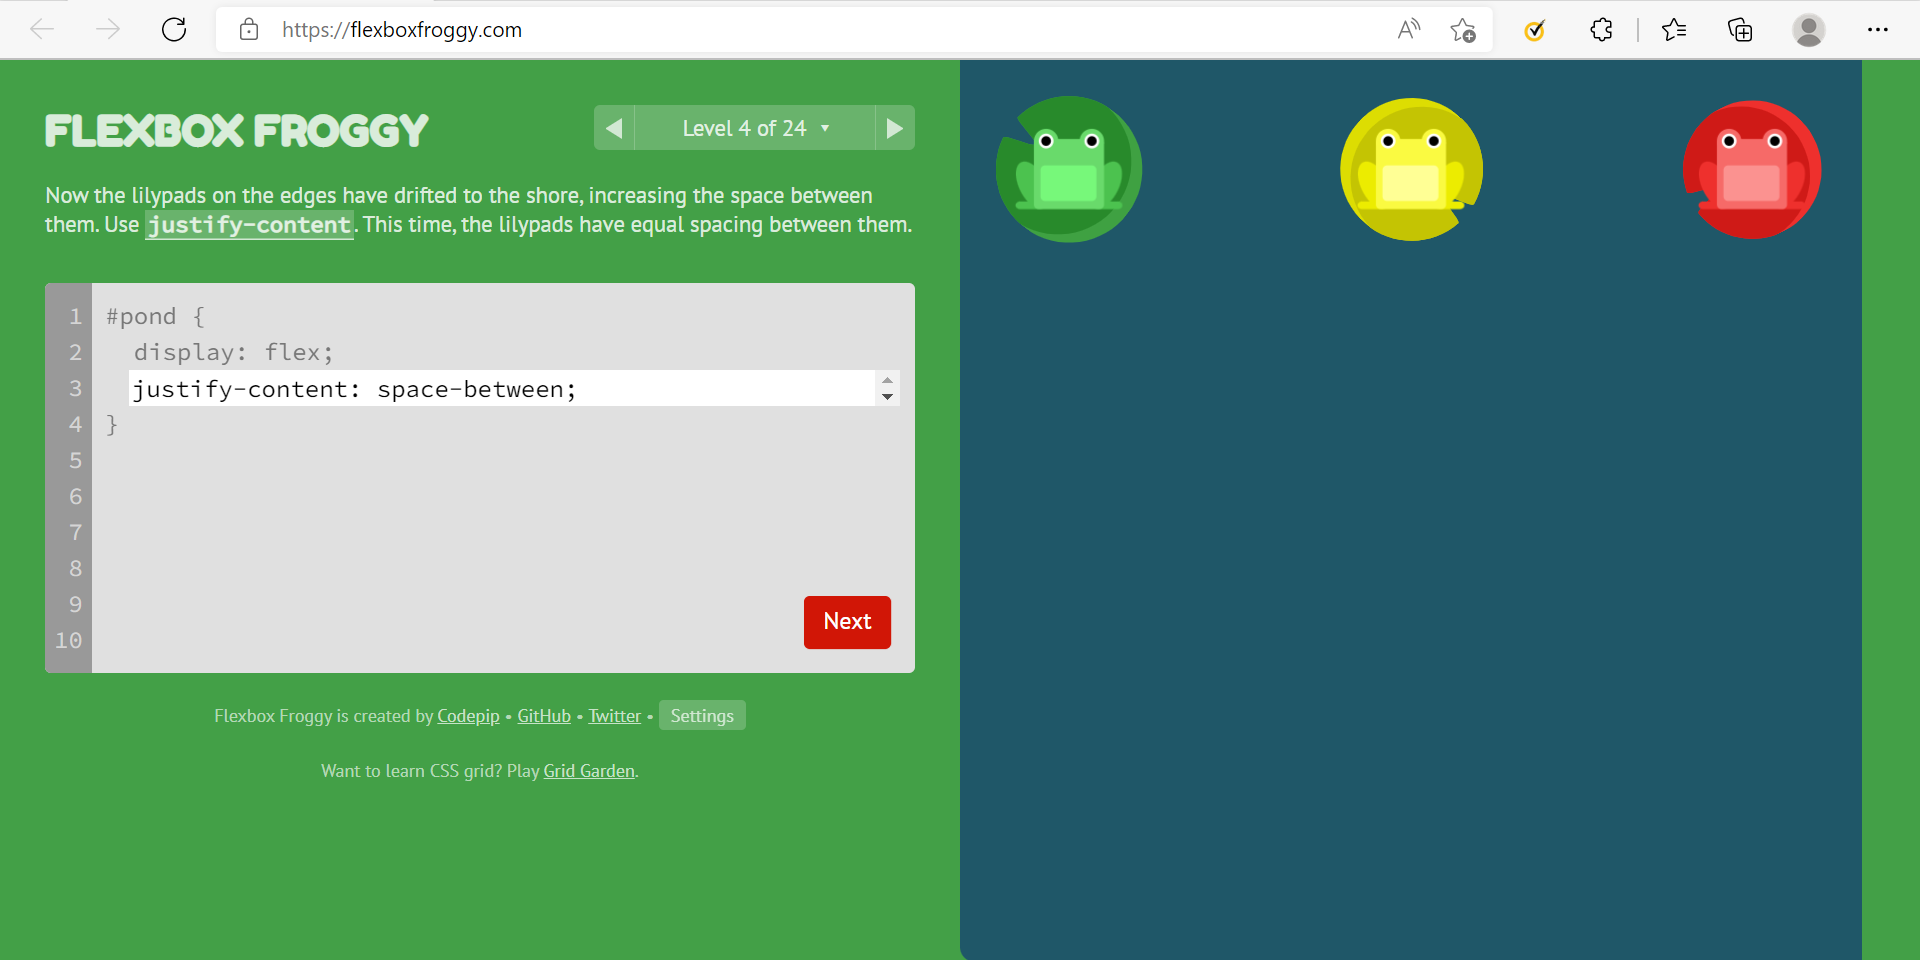 https://flexboxfroggy.com
FLEXBOX FROGGY
Level 4 of 24
Now the lilypads on the edges have drifted to the shore, increasing the space between
them. Use justify-content. This time, the lilypads have equal spacing between them.
1 #pond {
2 display: flex;
3 justify-content: space-between;
4 }
5
6
7
8
9
10
Next
Flexbox Froggy is created by Codepip • GitHub • Twitter • Settings
Want to learn CSS grid? Play Grid Garden.